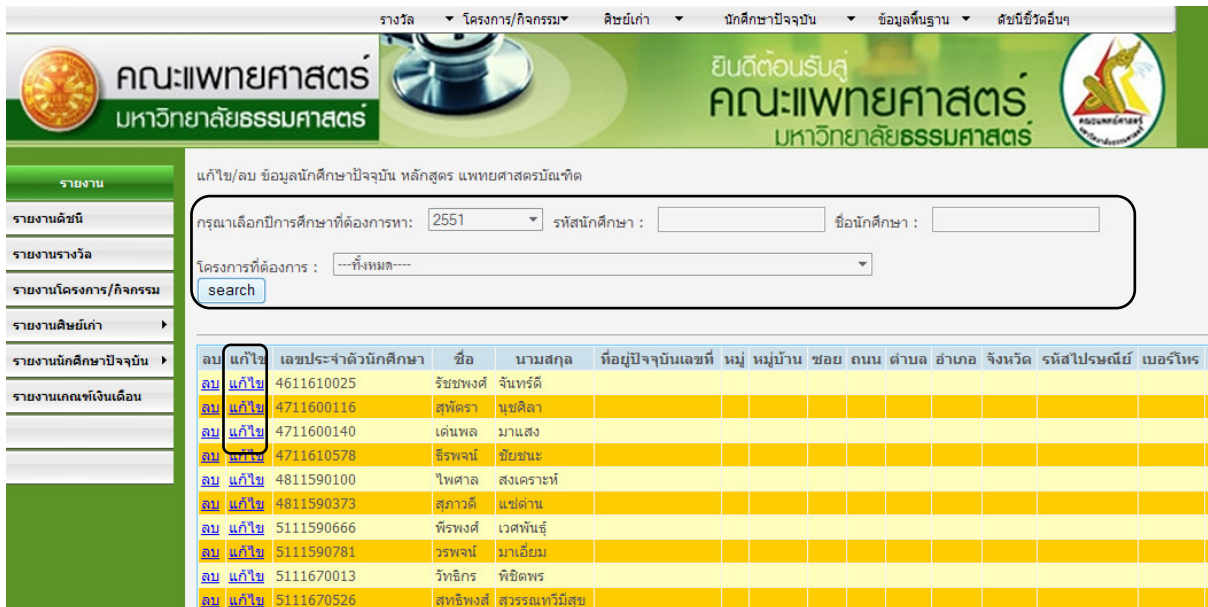 รางวัล โครงการ/กิจกรรม ศิษย์เก่า นักศึกษาปัจจุบัน ข้อมูลพื้นฐาน ดัชนีชี้วัดอื่นๆ
คณะแพทยศาสตร์
มหาวิทยาลัยธรรมศาสตร์
ยินดีต้อนรับสู่
คณะแพทยศาสตร์
มหาวิทยาลัยธรรมศาสตร์
รายงาน
รายงานดัชนี
รายงานรางวัล
รายงานโครงการ/กิจกรรม
รายงานศิษย์เก่า
รายงานนักศึกษาปัจจุบัน
รายงานเกณฑ์เงินเดือน
แก้ไข/ลบ ข้อมูลนักศึกษาปัจจุบัน หลักสูตร แพทยศาสตรบัณฑิต
กรุณาเลือกปีการศึกษาที่ต้องการหา: 2551 รหัสนักศึกษา : ชื่อนักศึกษา :
โครงการที่ต้องการ : ---ทั้งหมด----
search
ลบ แก้ไข เลขประจำตัวนักศึกษา ชื่อ นามสกุล ที่อยู่ปัจจุบันเลขที่ หมู่ หมู่บ้าน ซอย ถนน ตำบล อำเภอ จังหวัด รหัสไปรษณีย์ เบอร์โทร
ลบ แก้ไข 4611610025 รัชชพงศ์ จันทร์ดี
ลบ แก้ไข 4711600116 สุพัตรา นุชศิลา
ลบ แก้ไข 4711600140 เด่นพล มาแสง
ลบ แก้ไข 4711610578 ธีรพจน์ ชัยชนะ
ลบ แก้ไข 4811590100 ไพศาล สงเคราะห์
ลบ แก้ไข 4811590373 สุภาวดี แซ่ด่าน
ลบ แก้ไข 5111590666 พีรพงศ์ เวศพันธุ์
ลบ แก้ไข 5111590781 วรพจน์ มาเอี่ยม
ลบ แก้ไข 5111670013 วัทธิกร พิชิตพร
ลบ แก้ไข 5111670526 สุทธิพงส์ สุวรรณทวีมีสุข